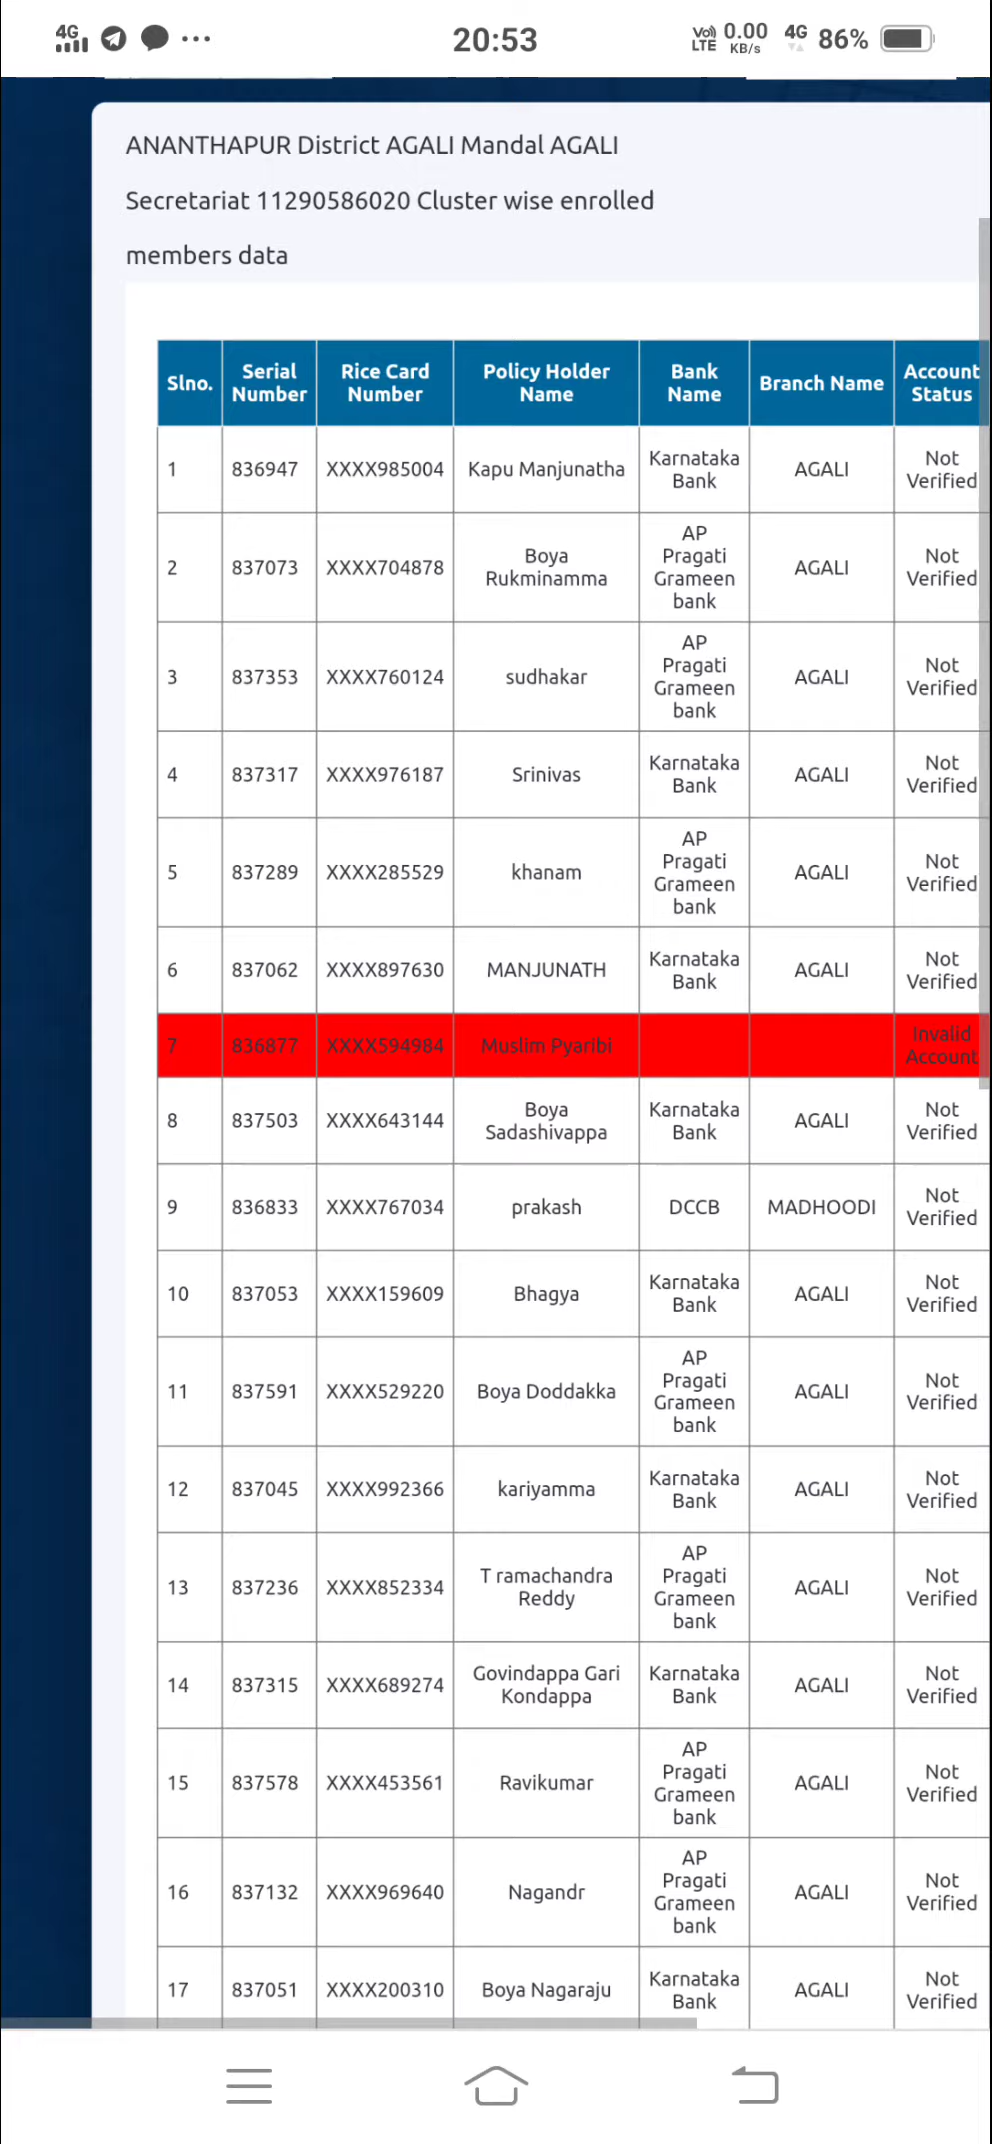 4G
20:53
Vo) LTE
0.00 KB/s
4G
86%
ANANTHAPUR District AGALI Mandal AGALI
Secretariat 11290586020 Cluster wise enrolled
members data
Slno. Serial Number Rice Card Number Policy Holder Name Bank Name Branch Name Account Status
1 836947 XXXX985004 Kapu Manjunatha Karnataka Bank AGALI Not Verified
2 837073 XXXX704878 Boya Rukminamma AP Pragati Grameen bank AGALI Not Verified
3 837353 XXXX760124 sudhakar AP Pragati Grameen bank AGALI Not Verified
4 837317 XXXX976187 Srinivas Karnataka Bank AGALI Not Verified
5 837289 XXXX285529 khanam AP Pragati Grameen bank AGALI Not Verified
6 837062 XXXX897630 MANJUNATH Karnataka Bank AGALI Not Verified
7 836877 XXXX594984 Muslim Pyaribi Invalid Account
8 837503 XXXX643144 Boya Sadashivappa Karnataka Bank AGALI Not Verified
9 836833 XXXX767034 prakash DCCB MADHOODI Not Verified
10 837053 XXXX159609 Bhagya Karnataka Bank AGALI Not Verified
11 837591 XXXX529220 Boya Doddakka AP Pragati Grameen bank AGALI Not Verified
12 837045 XXXX992366 kariyamma Karnataka Bank AGALI Not Verified
13 837236 XXXX852334 T ramachandra Reddy AP Pragati Grameen bank AGALI Not Verified
14 837315 XXXX689274 Govindappa Gari Kondappa Karnataka Bank AGALI Not Verified
15 837578 XXXX453561 Ravikumar AP Pragati Grameen bank AGALI Not Verified
16 837132 XXXX969640 Nagandr AP Pragati Grameen bank AGALI Not Verified
17 837051 XXXX200310 Boya Nagaraju Karnataka Bank AGALI Not Verified